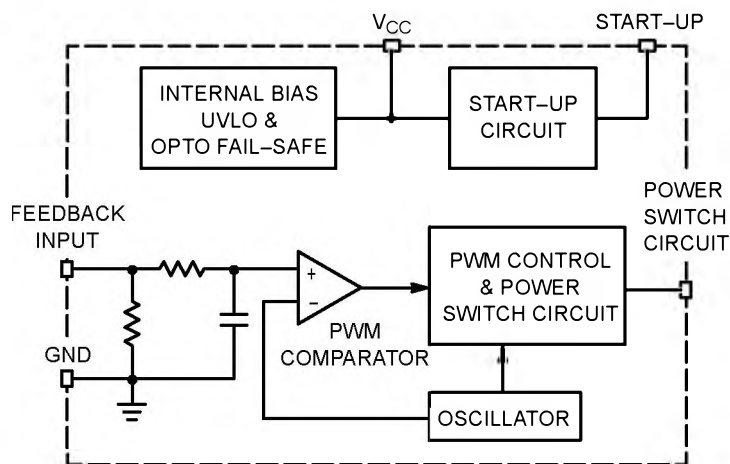 V_CC
START–UP
INTERNAL BIAS
UVLO &
OPTO FAIL–SAFE
START–UP
CIRCUIT
FEEDBACK
INPUT
POWER
SWITCH
CIRCUIT
+
–
PWM
COMPARATOR
PWM CONTROL
& POWER
SWITCH CIRCUIT
GND
OSCILLATOR